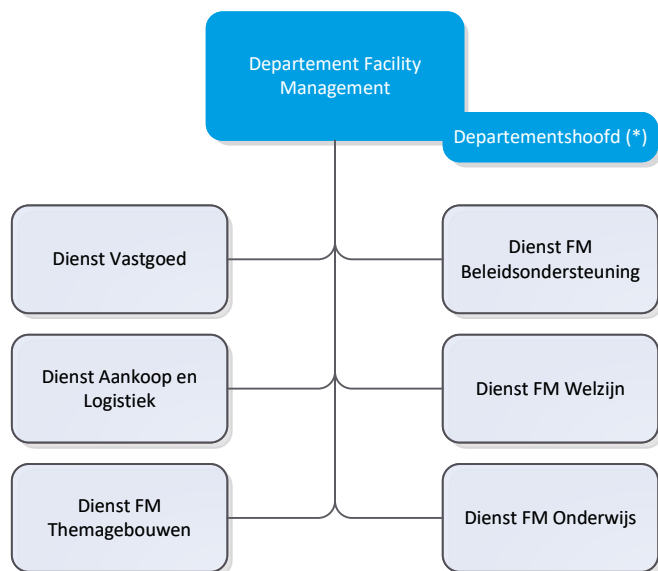 Departement Facility
Management
Departementshoofd (*)
Dienst Vastgoed
Dienst FM
Beleidsondersteuning
Dienst Aankoop en
Logistiek
Dienst FM Welzijn
Dienst FM
Themagebouwen
Dienst FM Onderwijs